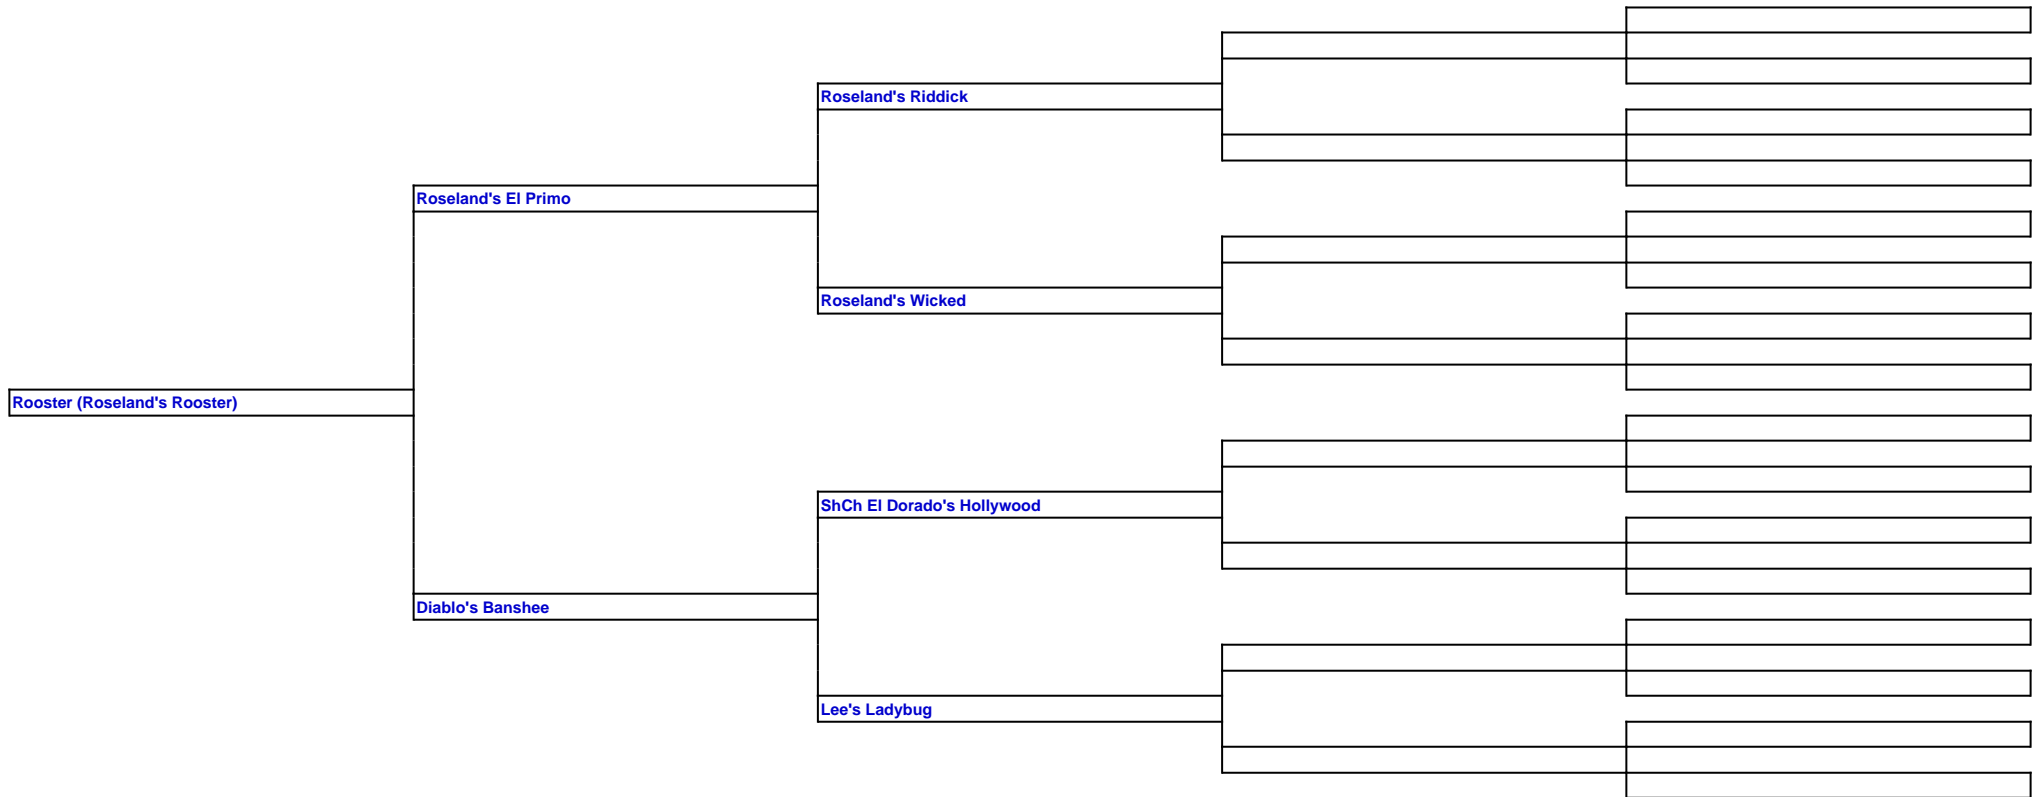 Roseland's Riddick
Roseland's El Primo
Roseland's Wicked
Rooster (Roseland's Rooster)
ShCh El Dorado's Hollywood
Diablo's Banshee
Lee's Ladybug